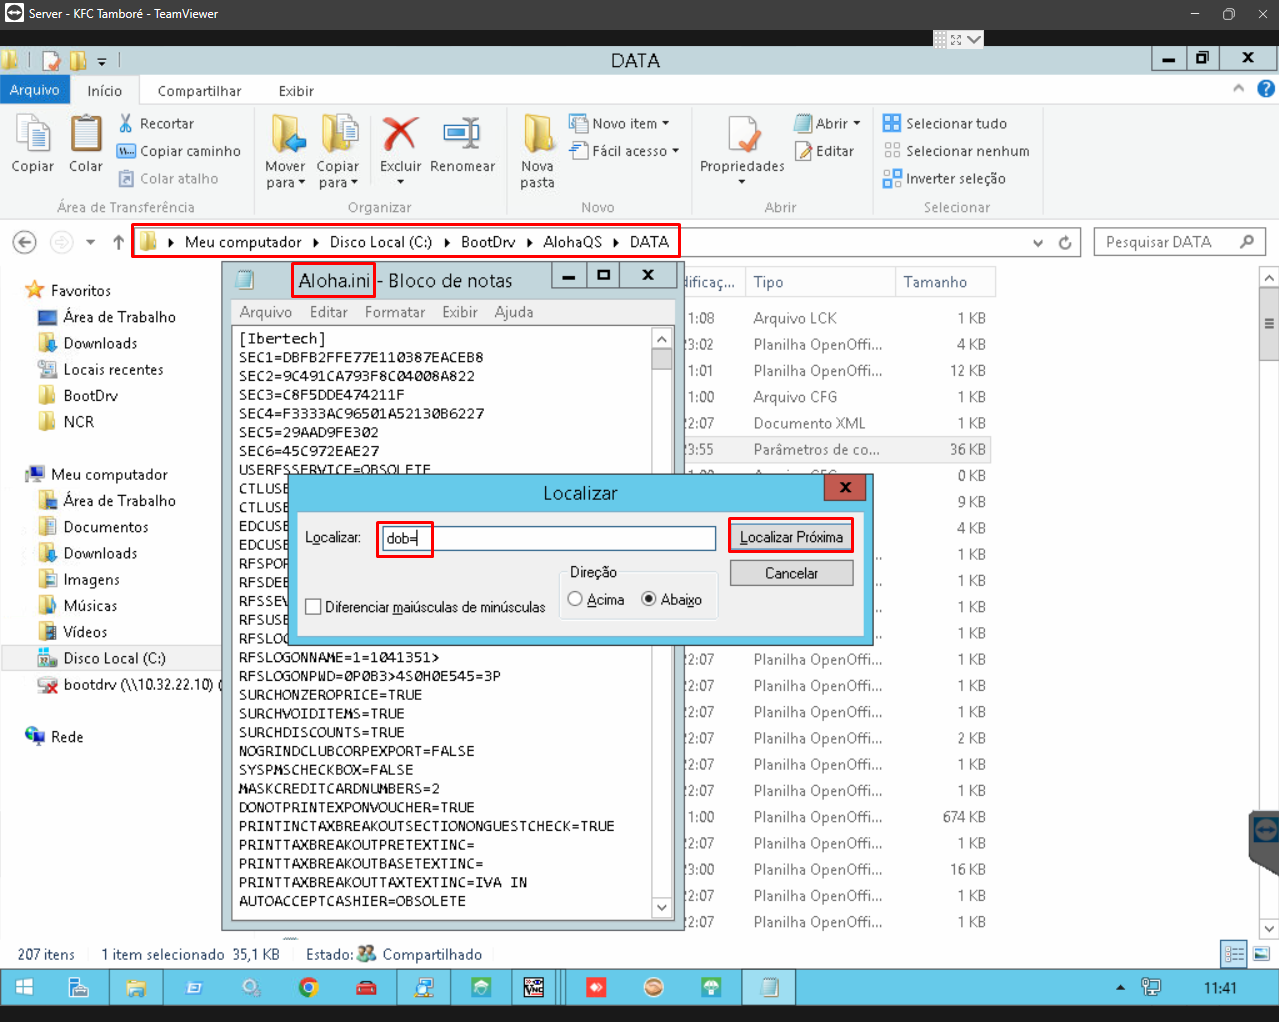 Server - KFC Tamboré - TeamViewer
DATA
Arquivo
Início
Compartilhar
Exibir
Copiar
Colar
Recortar
Copiar caminho
Colar atalho
Área de Transferência
Mover para
Copiar para
Excluir
Renomear
Organizar
Nova pasta
Novo item
Fácil acesso
Novo
Propriedades
Abrir
Editar
Abrir
Selecionar tudo
Selecionar nenhum
Inverter seleção
Selecionar
Meu computador
Disco Local (C:)
BootDrv
AlohaQS
DATA
Pesquisar DATA
Favoritos
Área de Trabalho
Downloads
Locais recentes
BootDrv
NCR
Meu computador
Área de Trabalho
Documentos
Downloads
Imagens
Músicas
Vídeos
Disco Local (C:)
bootdrv (\\10.32.22.10) (
Rede
Aloha.ini - Bloco de notas
Arquivo Editar Formatar Exibir Ajuda
[Ibertech]
SEC1=DBFB2FFE77E110387EACEB8
SEC2=9C491CA793F8C04008A822
SEC3=C8F5DDE474211F
SEC4=F3333AC96501A52130B6227
SEC5=29AAD9FE302
SEC6=45C972EAE27
USERFSSERVICE=OBSOLETE
CTLUSE
CTLUSE
EDCUSE
EDCUSE
RFSPOR
RFSDEE
RFSSEV
RFSUSE
RFSLOG
RFSLOGONNAME=1=1041351>
RFSLOGONPWD=0P0B3>4S0H0E545=3P
SURCHONZEROPRICE=TRUE
SURCHVOIDITEMS=TRUE
SURCHDISCOUNTS=TRUE
NOGRINDCLUBCORPEXPORT=FALSE
SYSPMSCHECKBOX=FALSE
MASKCREDITCARDNUMBERS=2
DONOTPRINTEXPONVOUCHER=TRUE
PRINTINCTAXBREAKOUTSECTIONONGUESTCHECK=TRUE
PRINTTAXBREAKOUTPRETEXTINC=
PRINTTAXBREAKOUTBASETEXTINC=
PRINTTAXBREAKOUTTAXTEXTINC=IVA IN
AUTOACCEPTCASHIER=OBSOLETE
Localizar
Localizar:
dob=
Localizar Próxima
Cancelar
Direção
Acima
Abaixo
Diferenciar maiúsculas de minúsculas
dificaç... Tipo Tamanho
1:08 Arquivo LCK 1 KB
23:02 Planilha OpenOffi... 4 KB
1:01 Planilha OpenOffi... 12 KB
1:00 Arquivo CFG 1 KB
22:07 Documento XML 1 KB
23:55 Parâmetros de co... 36 KB
0 KB
9 KB
4 KB
1 KB
1 KB
1 KB
1 KB
22:07 Planilha OpenOffi... 1 KB
22:07 Planilha OpenOffi... 1 KB
22:07 Planilha OpenOffi... 1 KB
22:07 Planilha OpenOffi... 2 KB
22:07 Planilha OpenOffi... 1 KB
22:07 Planilha OpenOffi... 1 KB
1:00 Planilha OpenOffi... 674 KB
22:07 Planilha OpenOffi... 1 KB
23:00 Planilha OpenOffi... 16 KB
22:07 Planilha OpenOffi... 1 KB
22:07 Planilha OpenOffi... 1 KB
207 itens
1 item selecionado 35,1 KB
Estado: Compartilhado
VNC
11:41